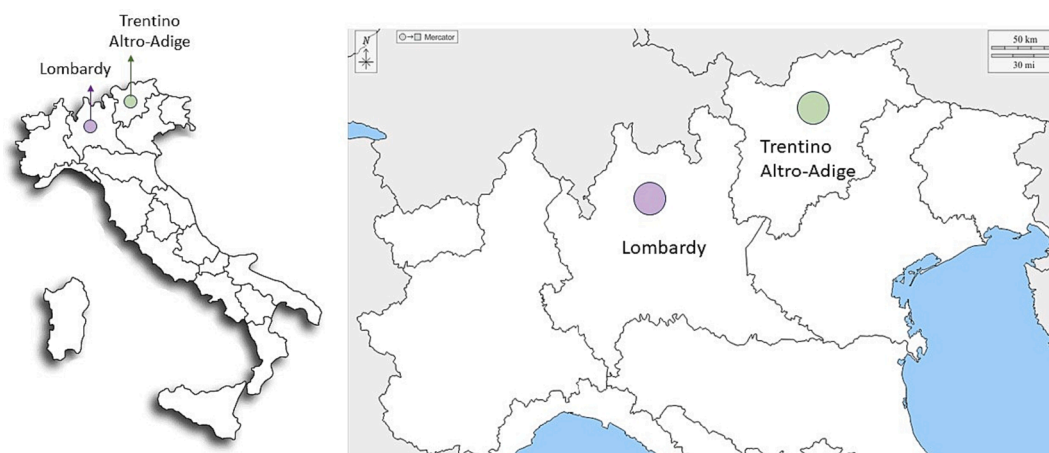 Trentino
Altro-Adige
Lombardy
N
Mercator
50 km
30 mi
Trentino
Altro-Adige
Lombardy